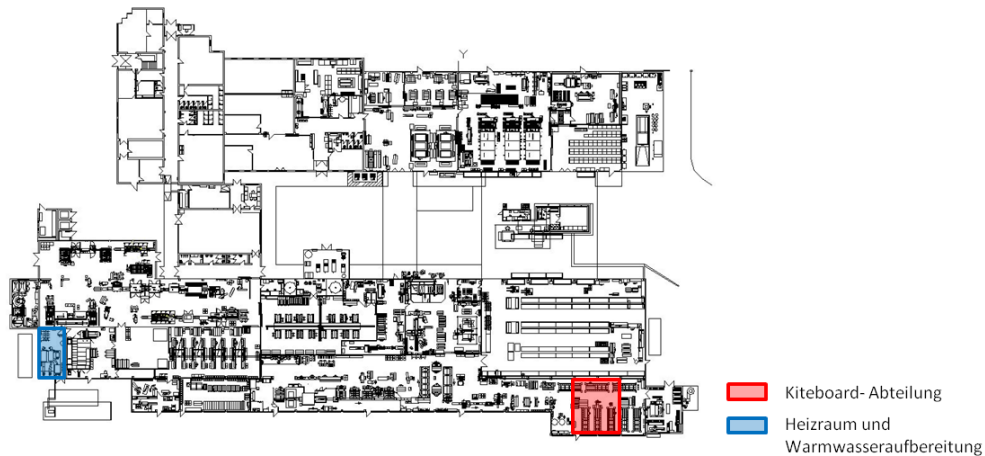 Y
Kiteboard- Abteilung
Heizraum und
Warmwasseraufbereitung